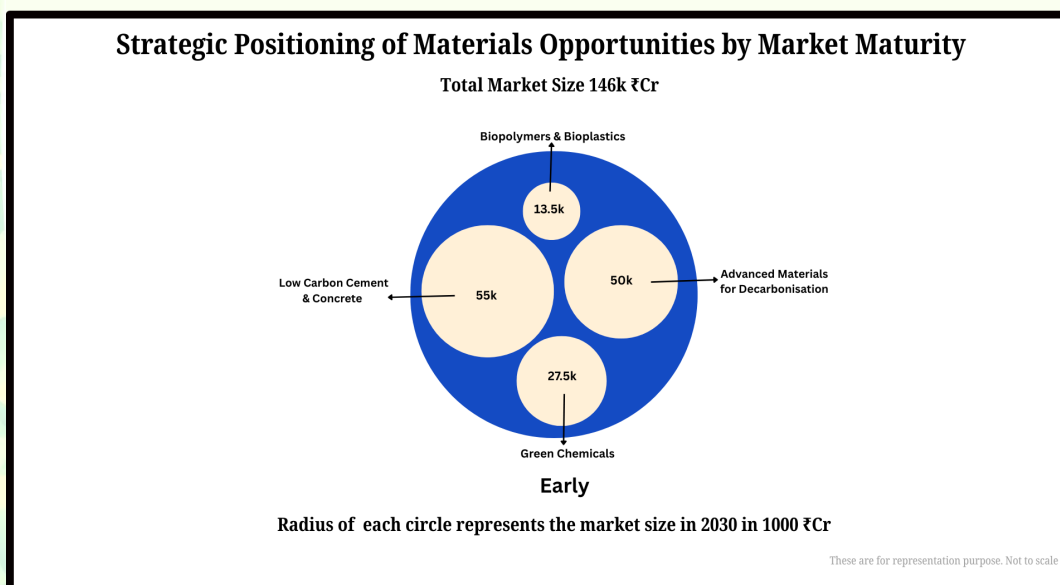 Strategic Positioning of Materials Opportunities by Market Maturity
Total Market Size 146k ₹Cr
Biopolymers & Bioplastics
13.5k
Low Carbon Cement
& Concrete
55k
50k
Advanced Materials
for Decarbonisation
27.5k
Green Chemicals
Early
Radius of each circle represents the market size in 2030 in 1000 ₹Cr
These are for representation purpose. Not to scale